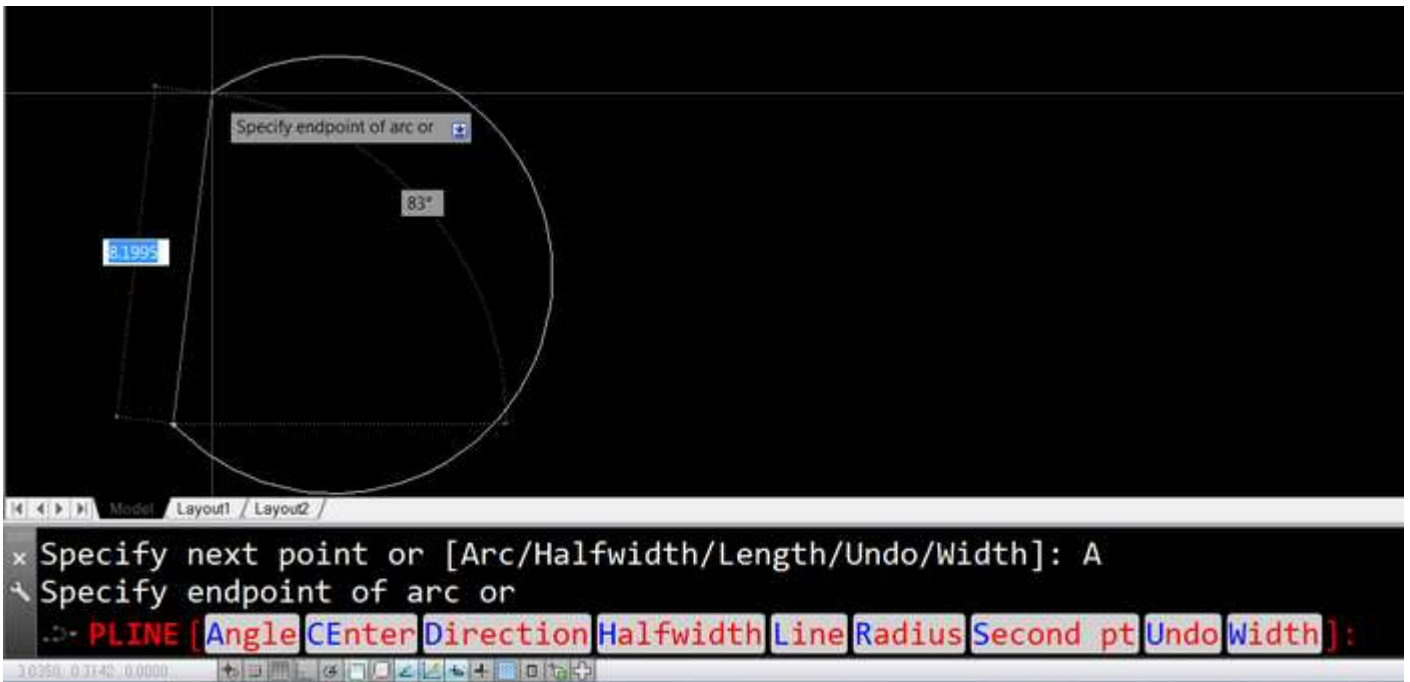 Specify endpoint of arc or
83°
8.1995
Model Layout1 Layout2
Specify next point or [Arc/Halfwidth/Length/Undo/Width]: A
Specify endpoint of arc or
PLINE [Angle CEnter Direction Halfwidth Line Radius Second pt Undo Width]: